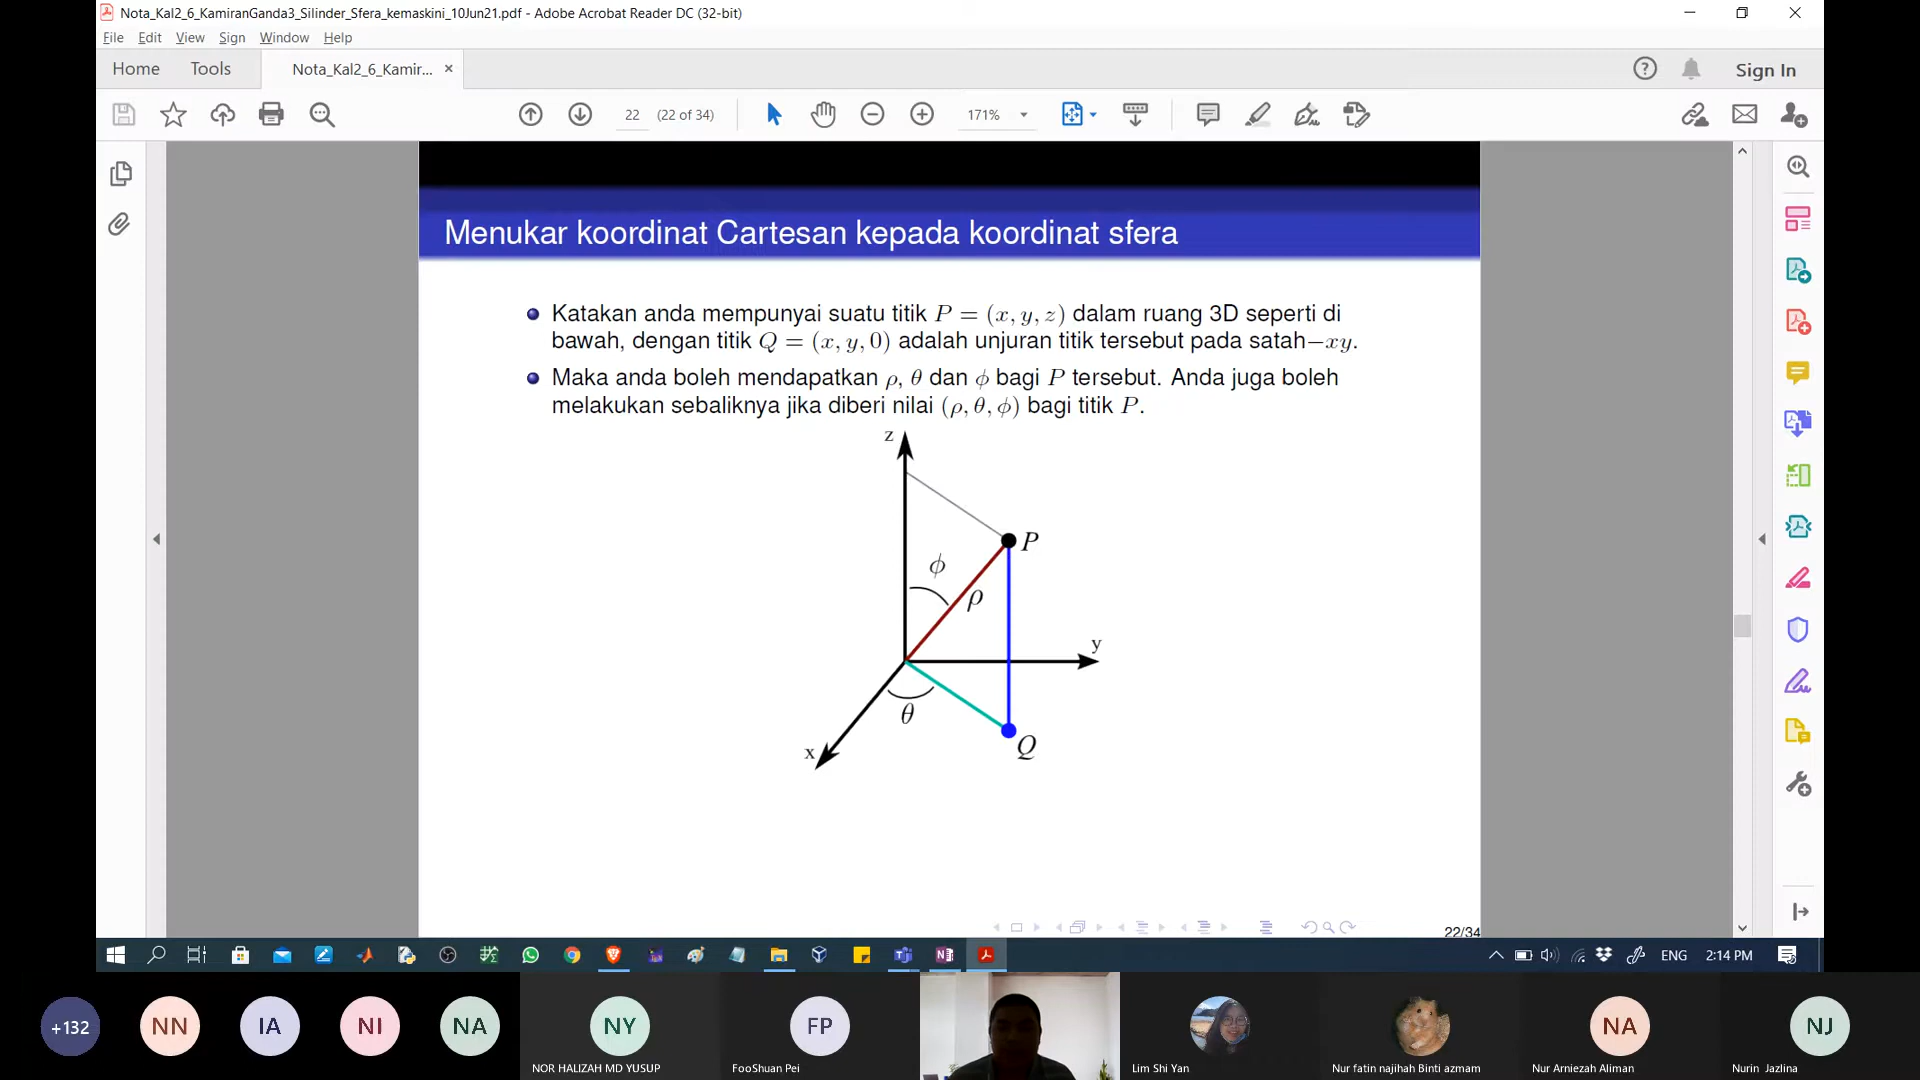 Nota_Kal2_6_KamiranGanda3_Silinder_Sfera_kemaskini_10Jun21.pdf - Adobe Acrobat Reader DC (32-bit)
File Edit View Sign Window Help
Home Tools Nota_Kal2_6_Kamir... × Sign In
22 (22 of 34) 171%
Menukar koordinat Cartesan kepada koordinat sfera
Katakan anda mempunyai suatu titik P = (x, y, z) dalam ruang 3D seperti di
bawah, dengan titik Q = (x, y, 0) adalah unjuran titik tersebut pada satah−xy.
Maka anda boleh mendapatkan ρ, θ dan ϕ bagi P tersebut. Anda juga boleh
melakukan sebaliknya jika diberi nilai (ρ, θ, ϕ) bagi titik P.
z
P
ϕ
ρ
y
θ
x
Q
22/34
ENG 2:14 PM
+132 NN IA NI NA NY FP NA NJ
NOR HALIZAH MD YUSUP FooShuan Pei Lim Shi Yan Nur fatin najihah Binti azmam Nur Arniezah Aliman Nurin Jazlina